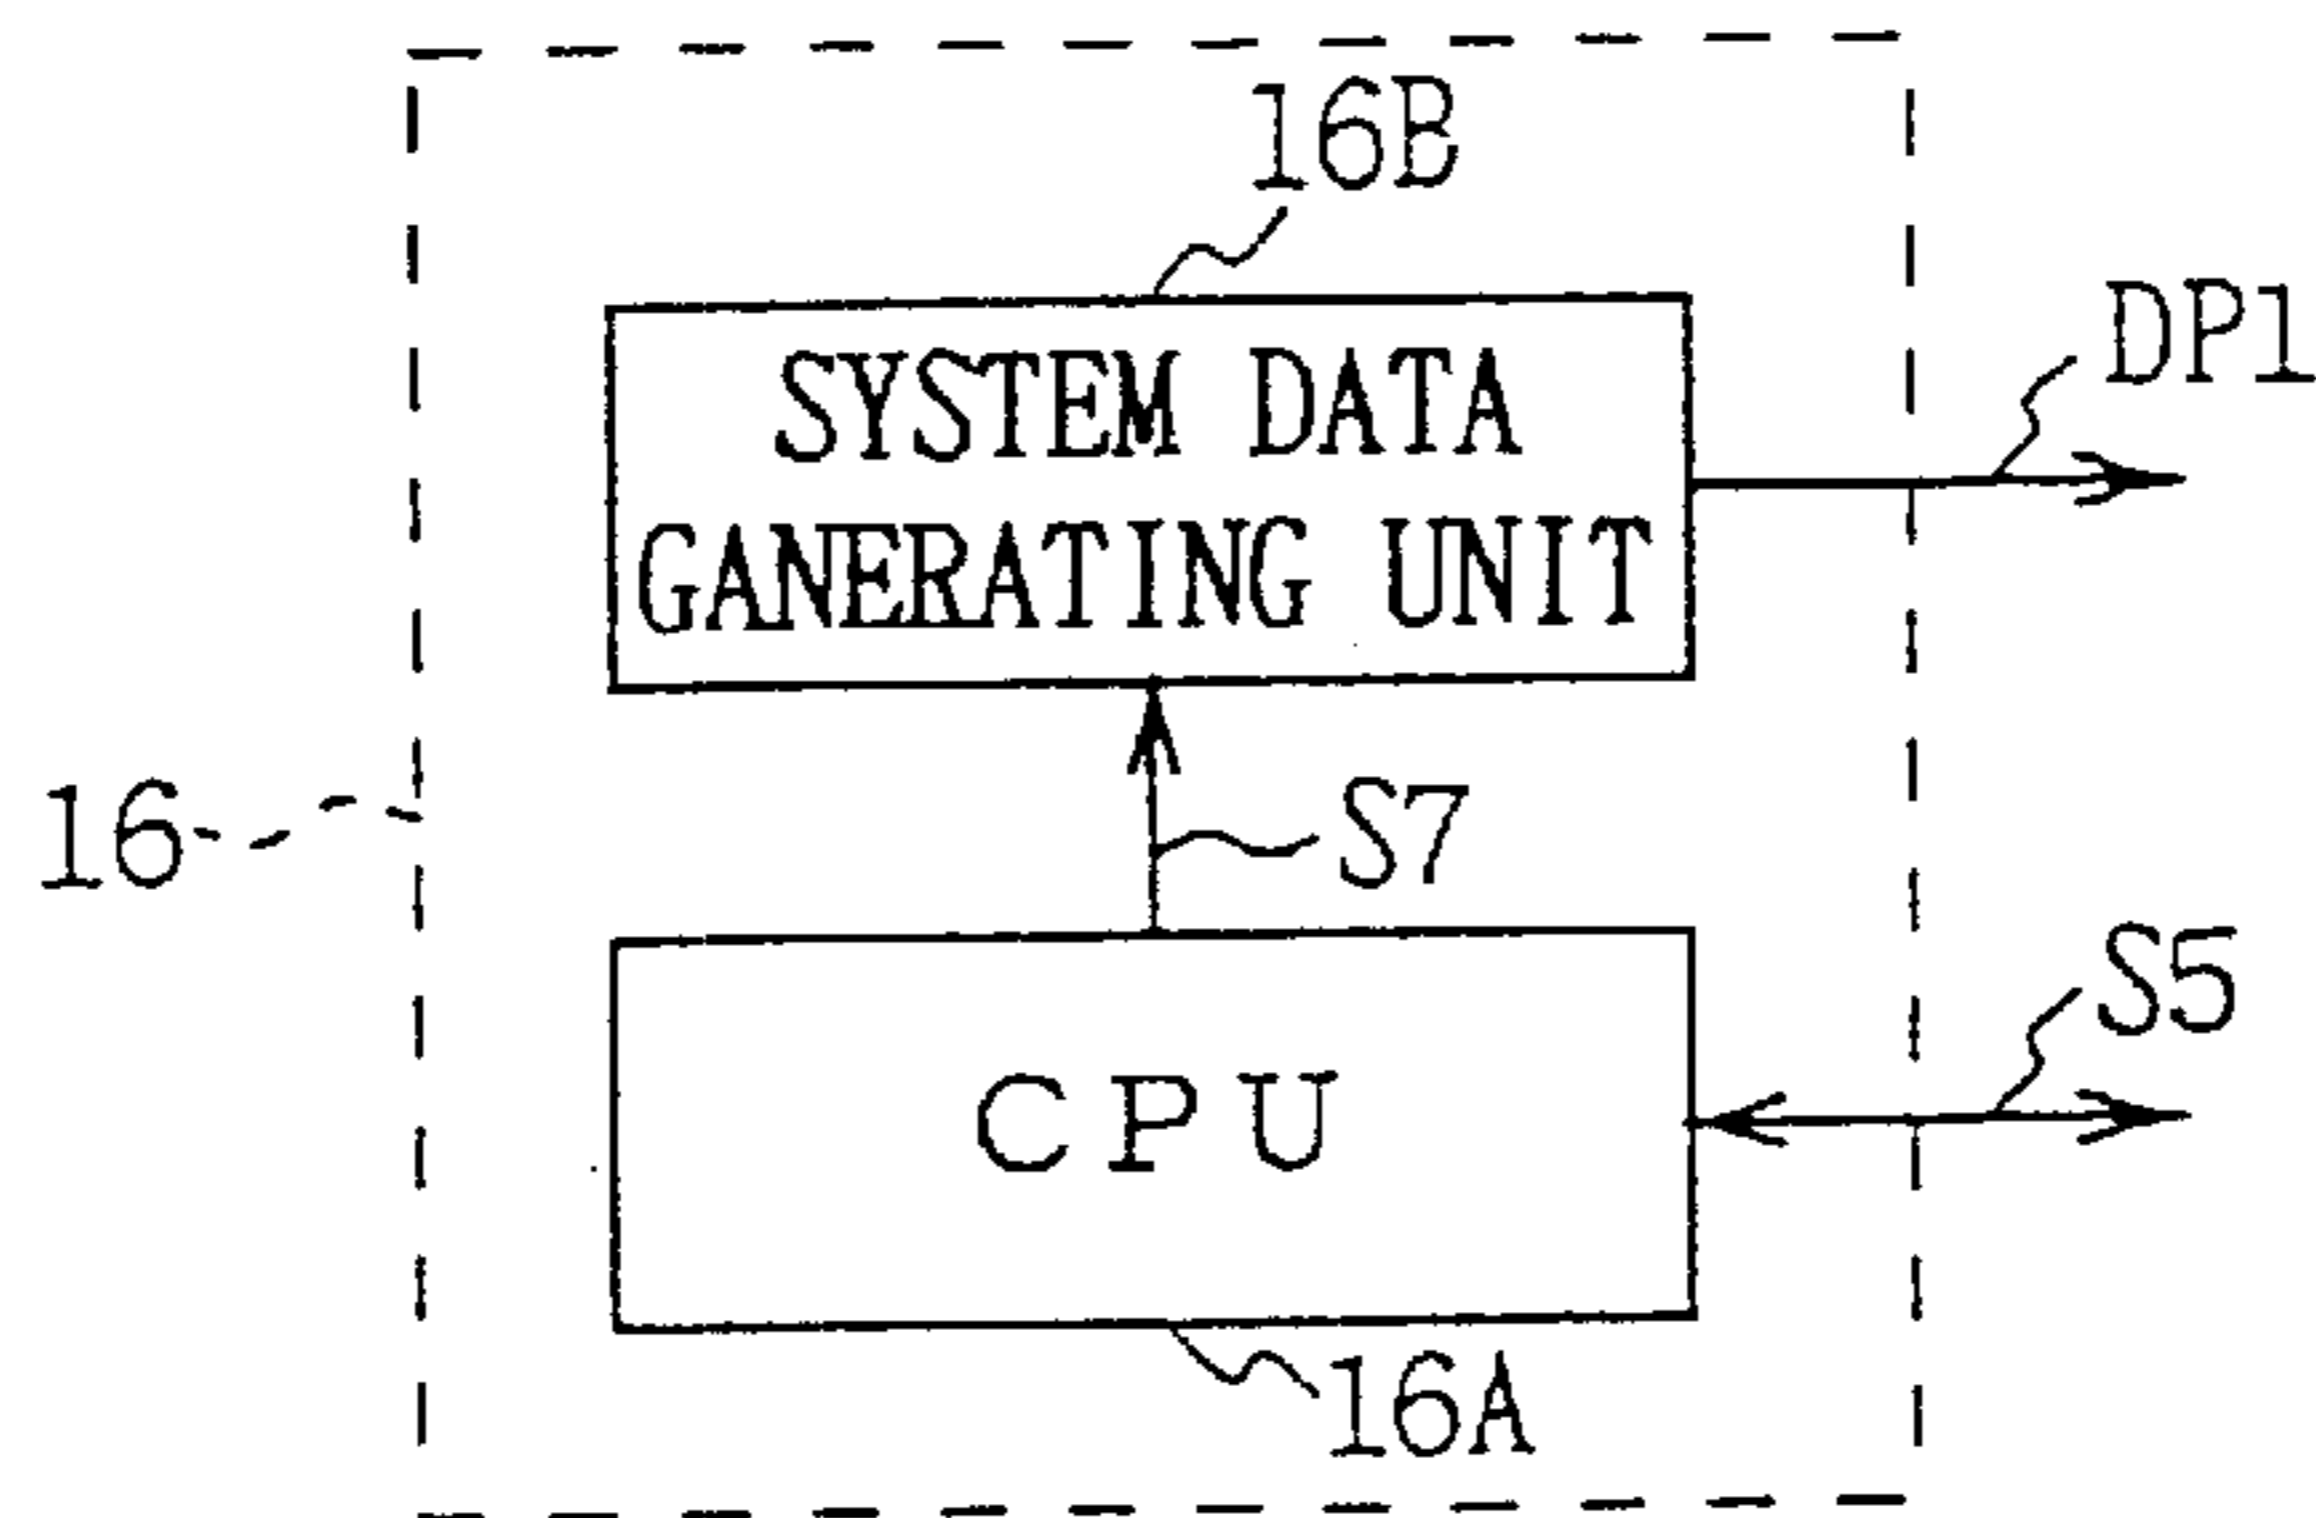 16B
DP1
SYSTEM DATA
GANERATING UNIT
16
S7
S5
CPU
16A